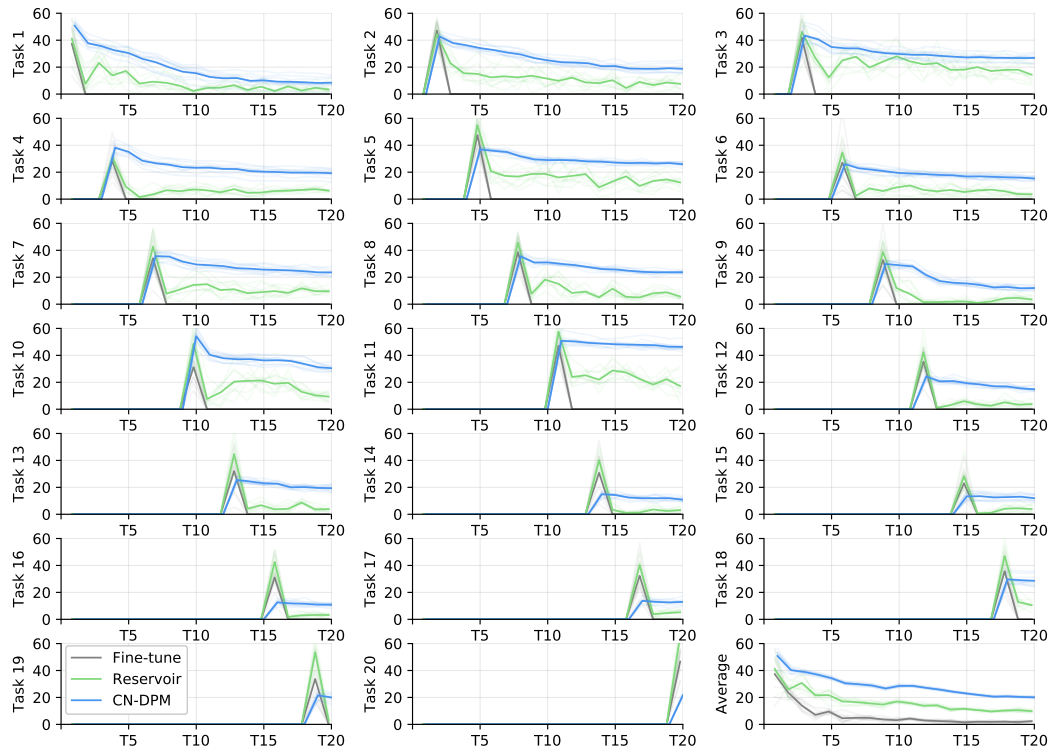 60 60 60
Task 1 40 Task 2 40 Task 3 40
20 20 20
0 0 0
T5 T10 T15 T20 T5 T10 T15 T20 T5 T10 T15 T20
60 60 60
Task 4 40 Task 5 40 Task 6 40
20 20 20
0 0 0
T5 T10 T15 T20 T5 T10 T15 T20 T5 T10 T15 T20
60 60 60
Task 7 40 Task 8 40 Task 9 40
20 20 20
0 0 0
T5 T10 T15 T20 T5 T10 T15 T20 T5 T10 T15 T20
60 60 60
Task 10 40 Task 11 40 Task 12 40
20 20 20
0 0 0
T5 T10 T15 T20 T5 T10 T15 T20 T5 T10 T15 T20
60 60 60
Task 13 40 Task 14 40 Task 15 40
20 20 20
0 0 0
T5 T10 T15 T20 T5 T10 T15 T20 T5 T10 T15 T20
60 60 60
Task 16 40 Task 17 40 Task 18 40
20 20 20
0 0 0
T5 T10 T15 T20 T5 T10 T15 T20 T5 T10 T15 T20
60 60 60
Task 19 40 Fine-tune Task 20 40 Average 40
20 Reservoir 20 20
0 CN-DPM 0 0
T5 T10 T15 T20 T5 T10 T15 T20 T5 T10 T15 T20